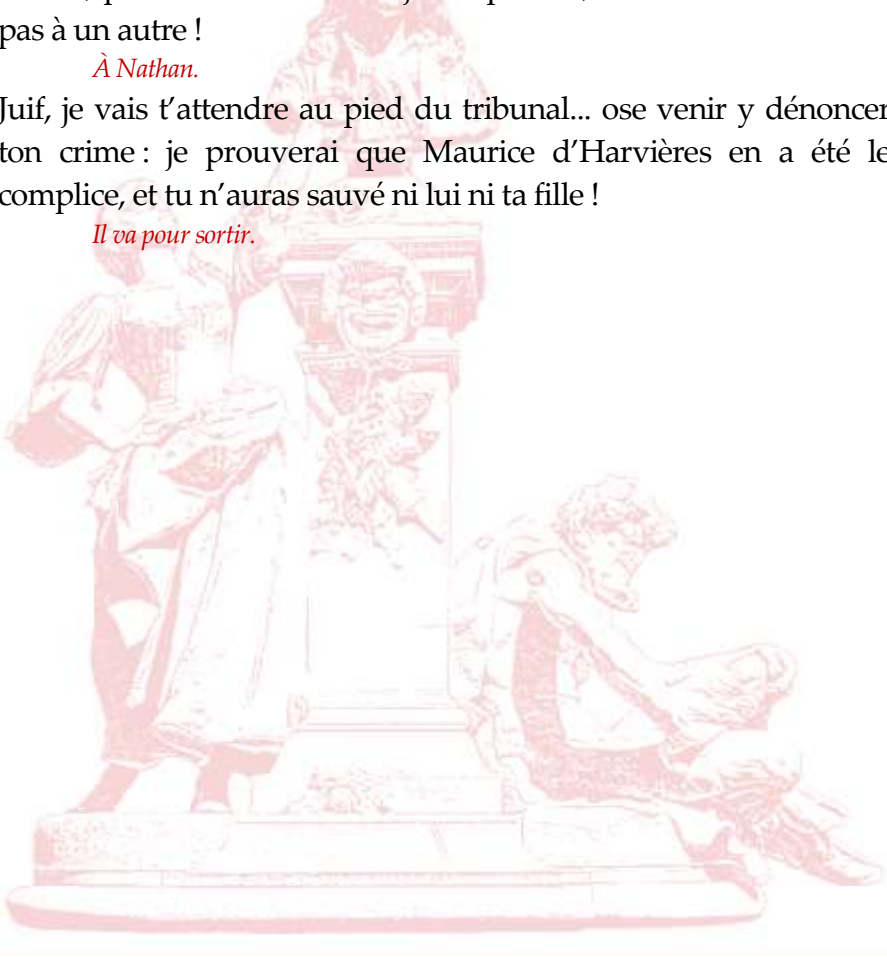 pas à un autre !
À Nathan.
Juif, je vais t’attendre au pied du tribunal... ose venir y dénoncer
ton crime : je prouverai que Maurice d’Harvières en a été le
complice, et tu n’auras sauvé ni lui ni ta fille !
Il va pour sortir.